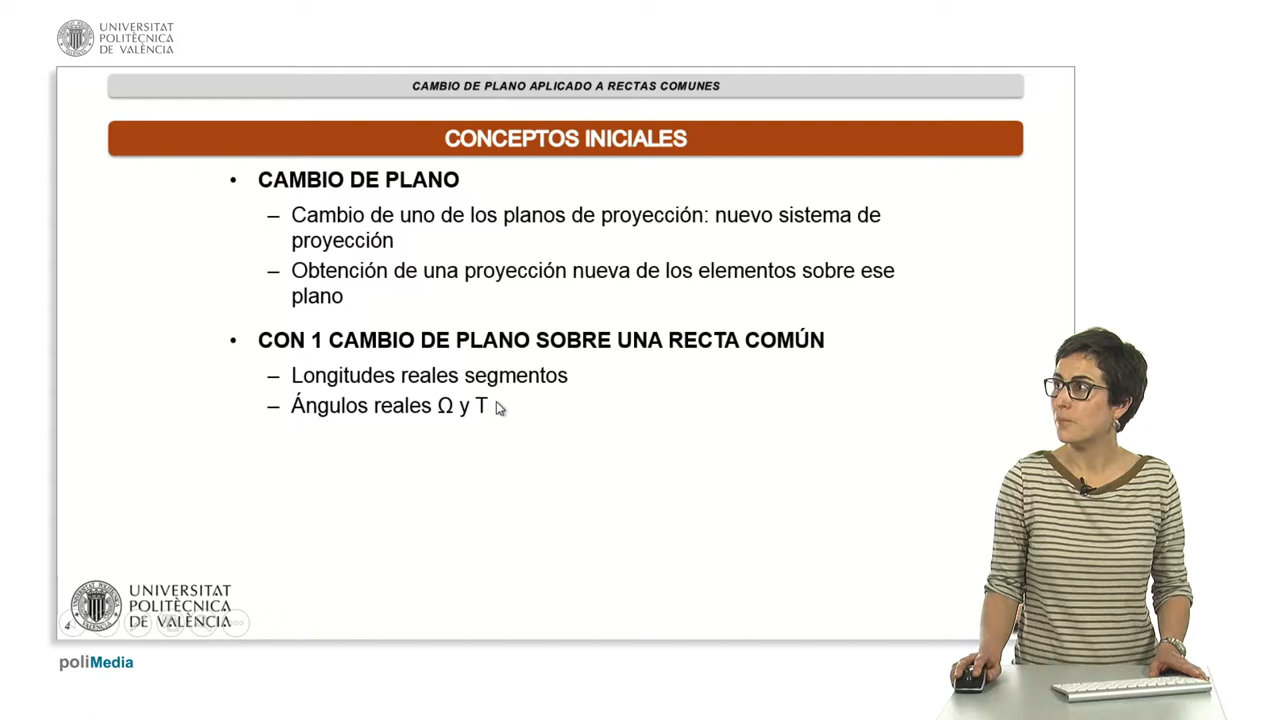 UNIVERSITAT
POLITÈCNICA
DE VALÈNCIA
CAMBIO DE PLANO APLICADO A RECTAS COMUNES
CONCEPTOS INICIALES
• CAMBIO DE PLANO
– Cambio de uno de los planos de proyección: nuevo sistema de
proyección
– Obtención de una proyección nueva de los elementos sobre ese
plano
• CON 1 CAMBIO DE PLANO SOBRE UNA RECTA COMÚN
– Longitudes reales segmentos
– Ángulos reales Ω y T
UNIVERSITAT
POLITÈCNICA
DE VALÈNCIA
4
poliMedia